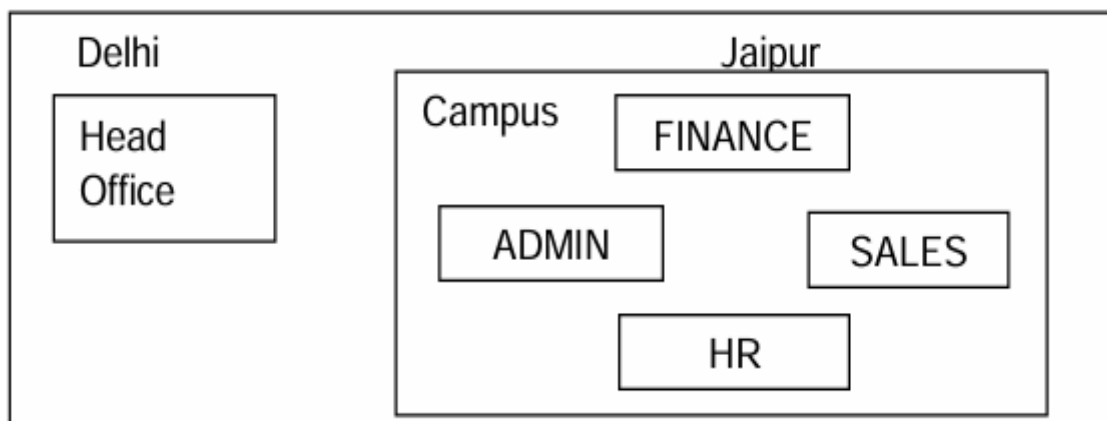 Delhi
Jaipur
Head
Office
Campus
FINANCE
ADMIN
SALES
HR